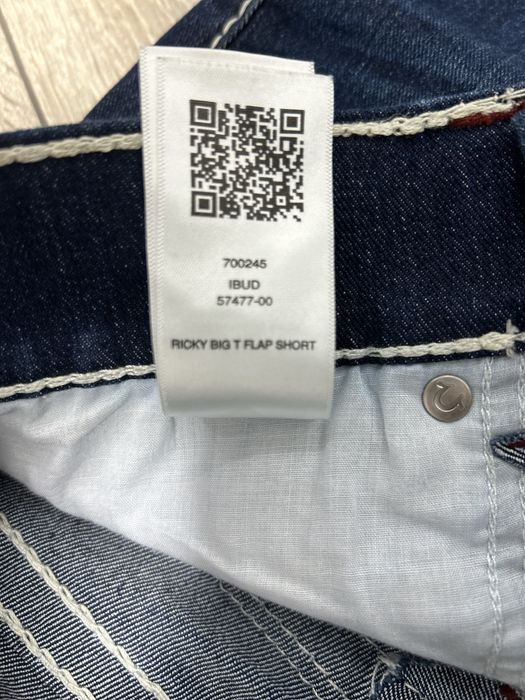 700245
IBUD
57477-00
RICKY BIG T FLAP SHORT